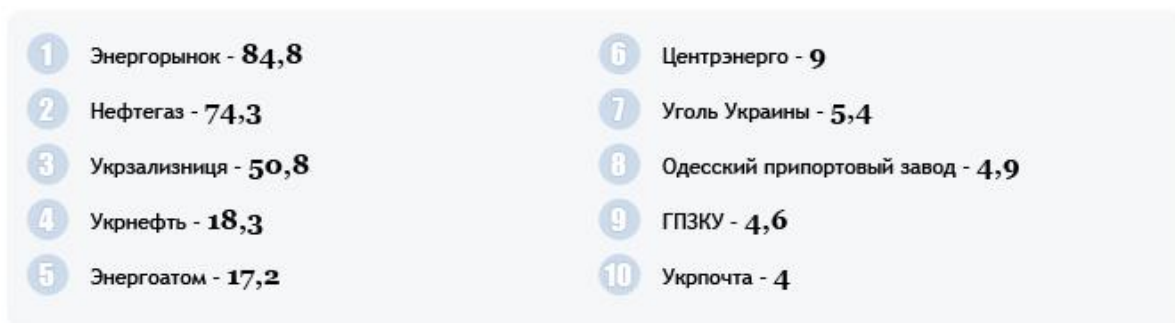 1 Энергорынок - 84,8
2 Нефтегаз - 74,3
3 Укрзализниця - 50,8
4 Укрнефть - 18,3
5 Энергоатом - 17,2
6 Центрэнерго - 9
7 Уголь Украины - 5,4
8 Одесский припортовый завод - 4,9
9 ГПЗКУ - 4,6
10 Укрпочта - 4